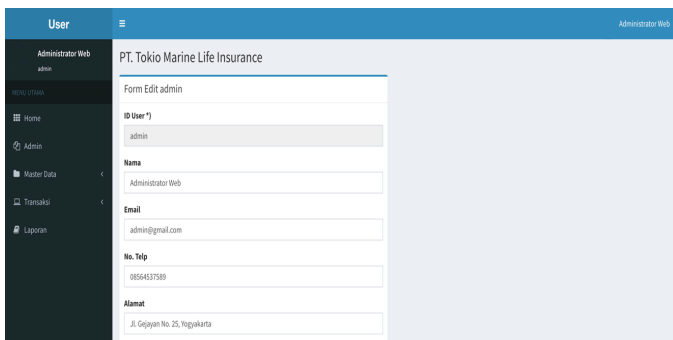 User
Administrator Web
Administrator Web
admin
MENU UTAMA
Home
Admin
Master Data
Transaksi
Laporan
PT. Tokio Marine Life Insurance
Form Edit admin
ID User *)
admin
Nama
Administrator Web
Email
admin@gmail.com
No. Telp
08564537589
Alamat
Jl. Gejayan No. 25, Yogyakarta